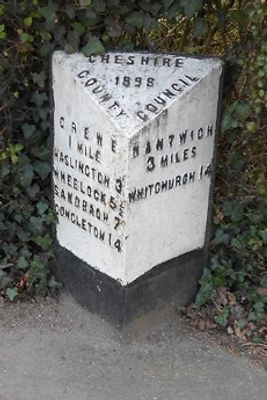 CHESHIRE
1898
COUNTY COUNCIL
CREWE
1 MILE
HASLINGTON 3
WHEELOCK 5
SANDBACH 7
CONGLETON 14
NANTWICH
3 MILES
WHITCHURCH 14